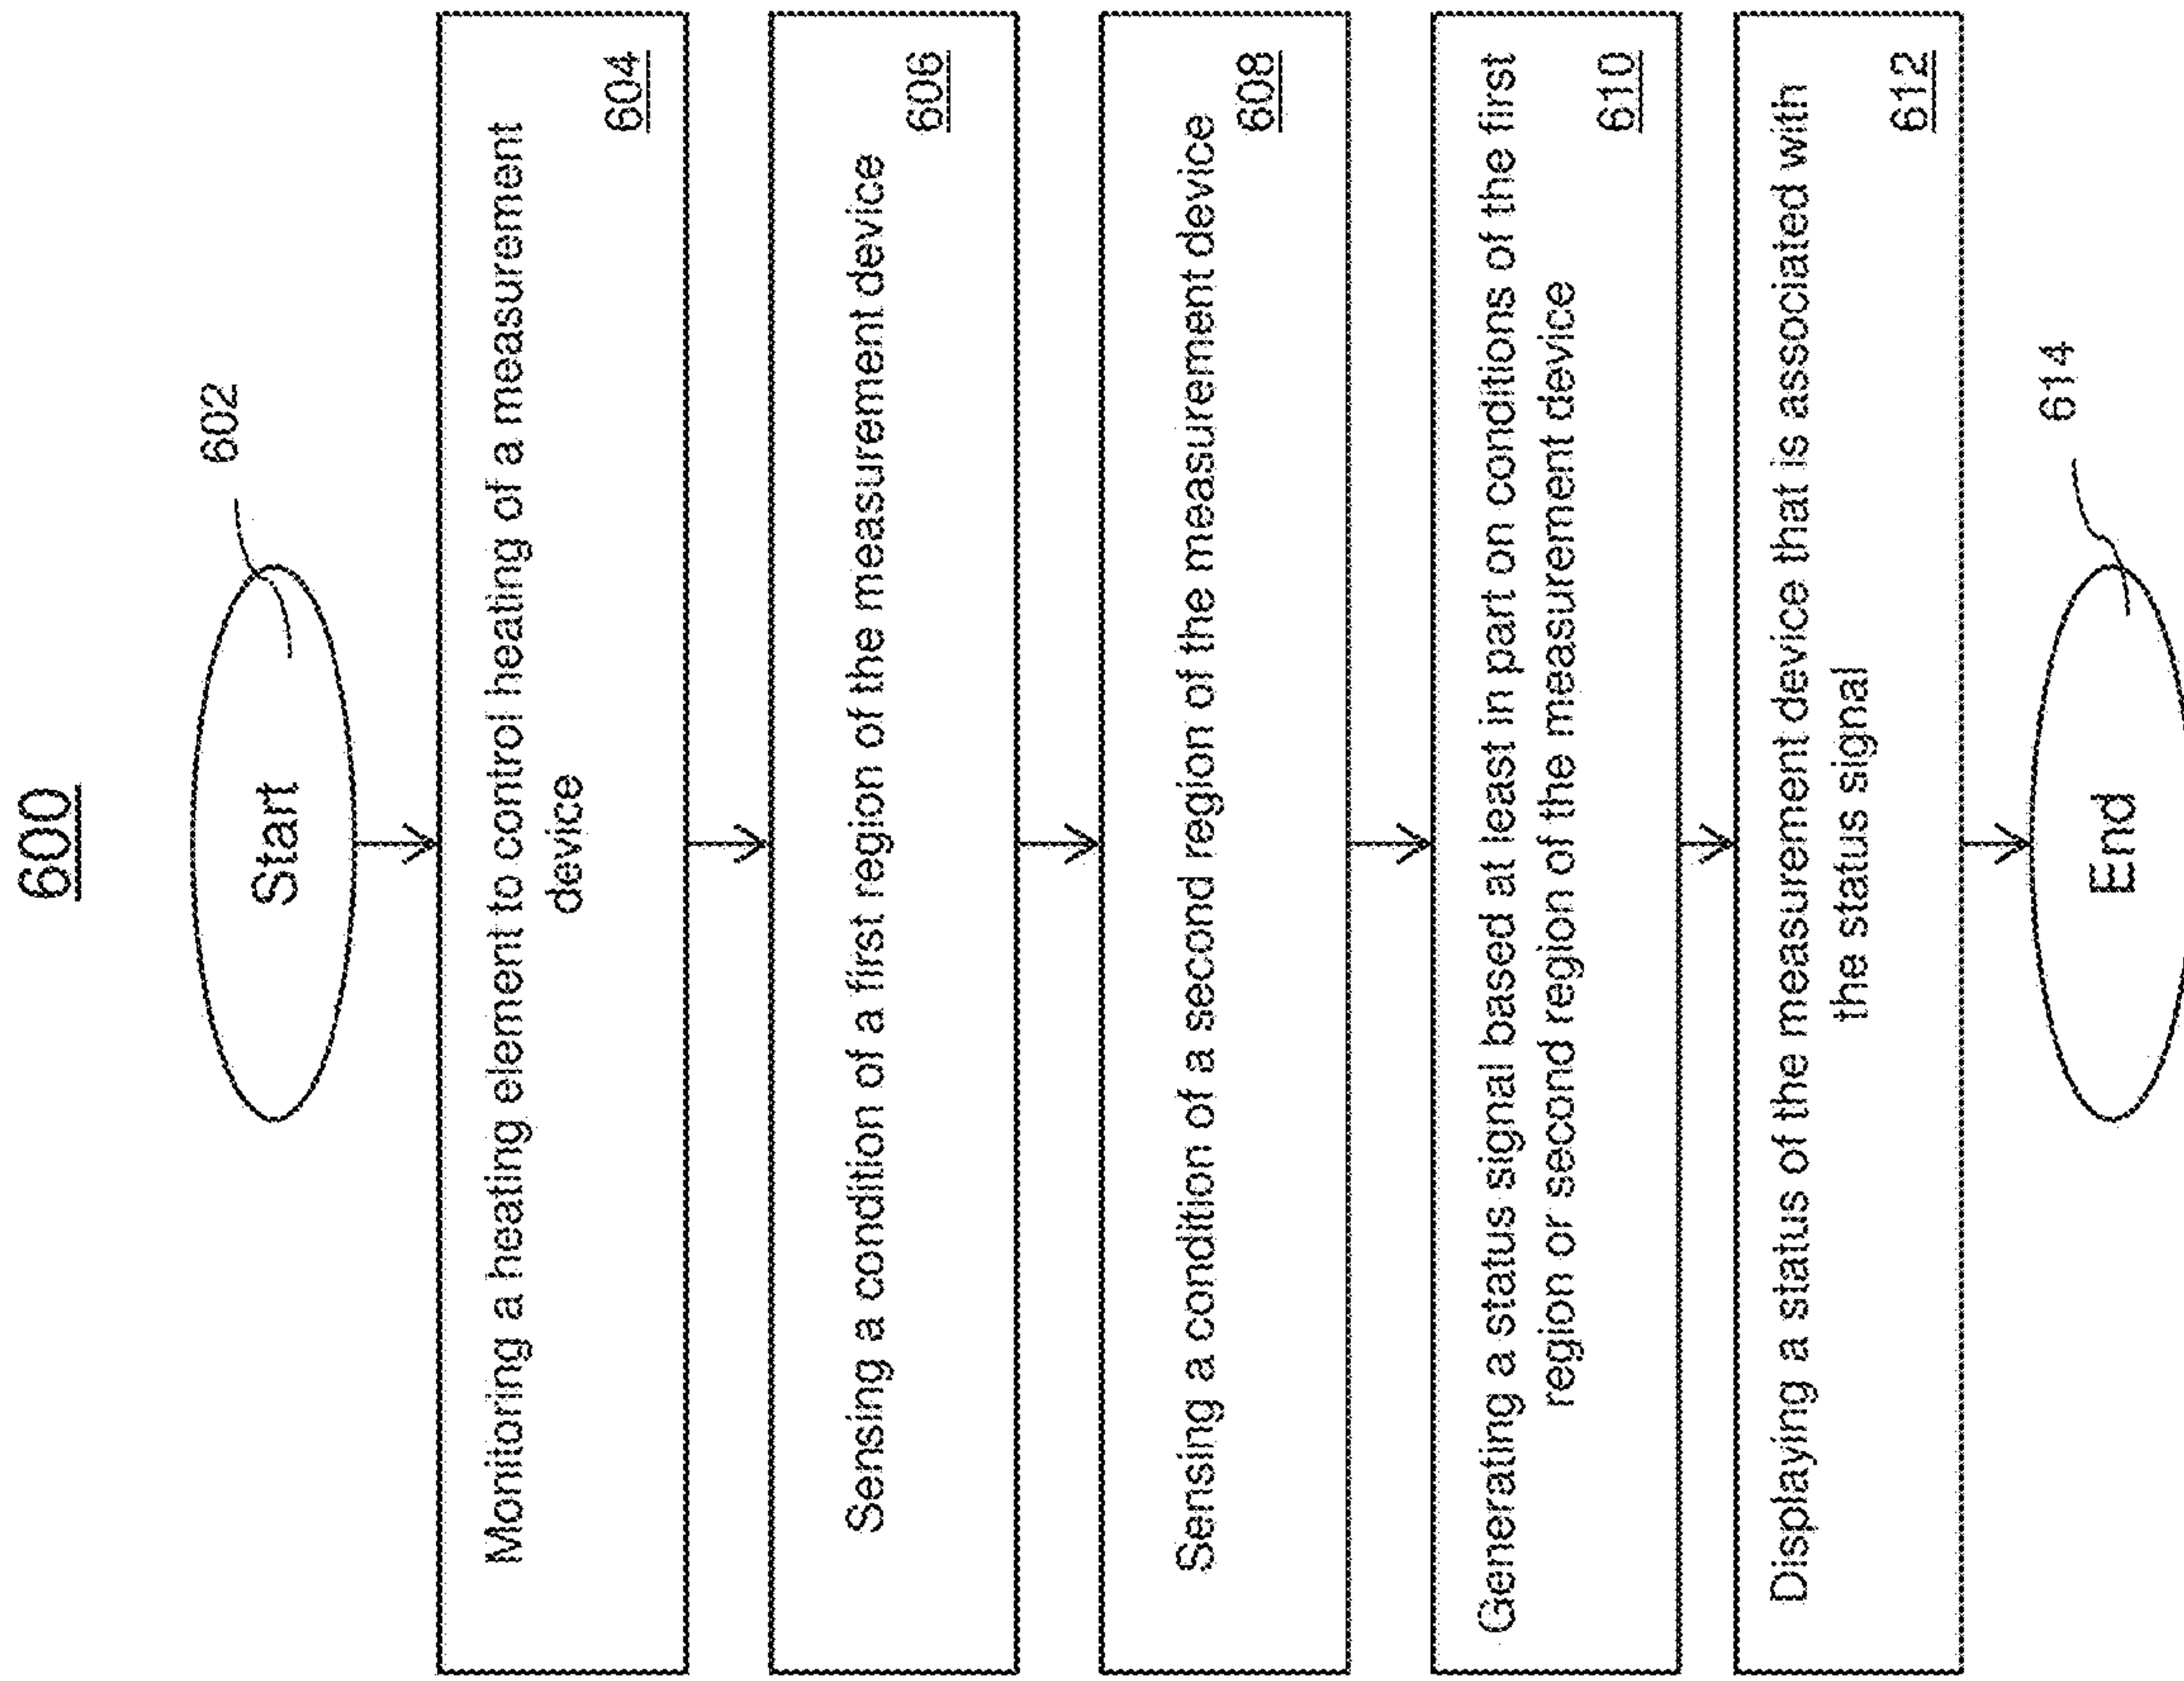 600
602
Start
Monitoring a heating element to control heating of a measurement
device
604
Sensing a condition of a first region of the measurement device
606
Sensing a condition of a second region of the measurement device
608
Generating a status signal based at least in part on conditions of the first
region or second region of the measurement device
610
Displaying a status of the measurement device that is associated with
the status signal
612
614
End